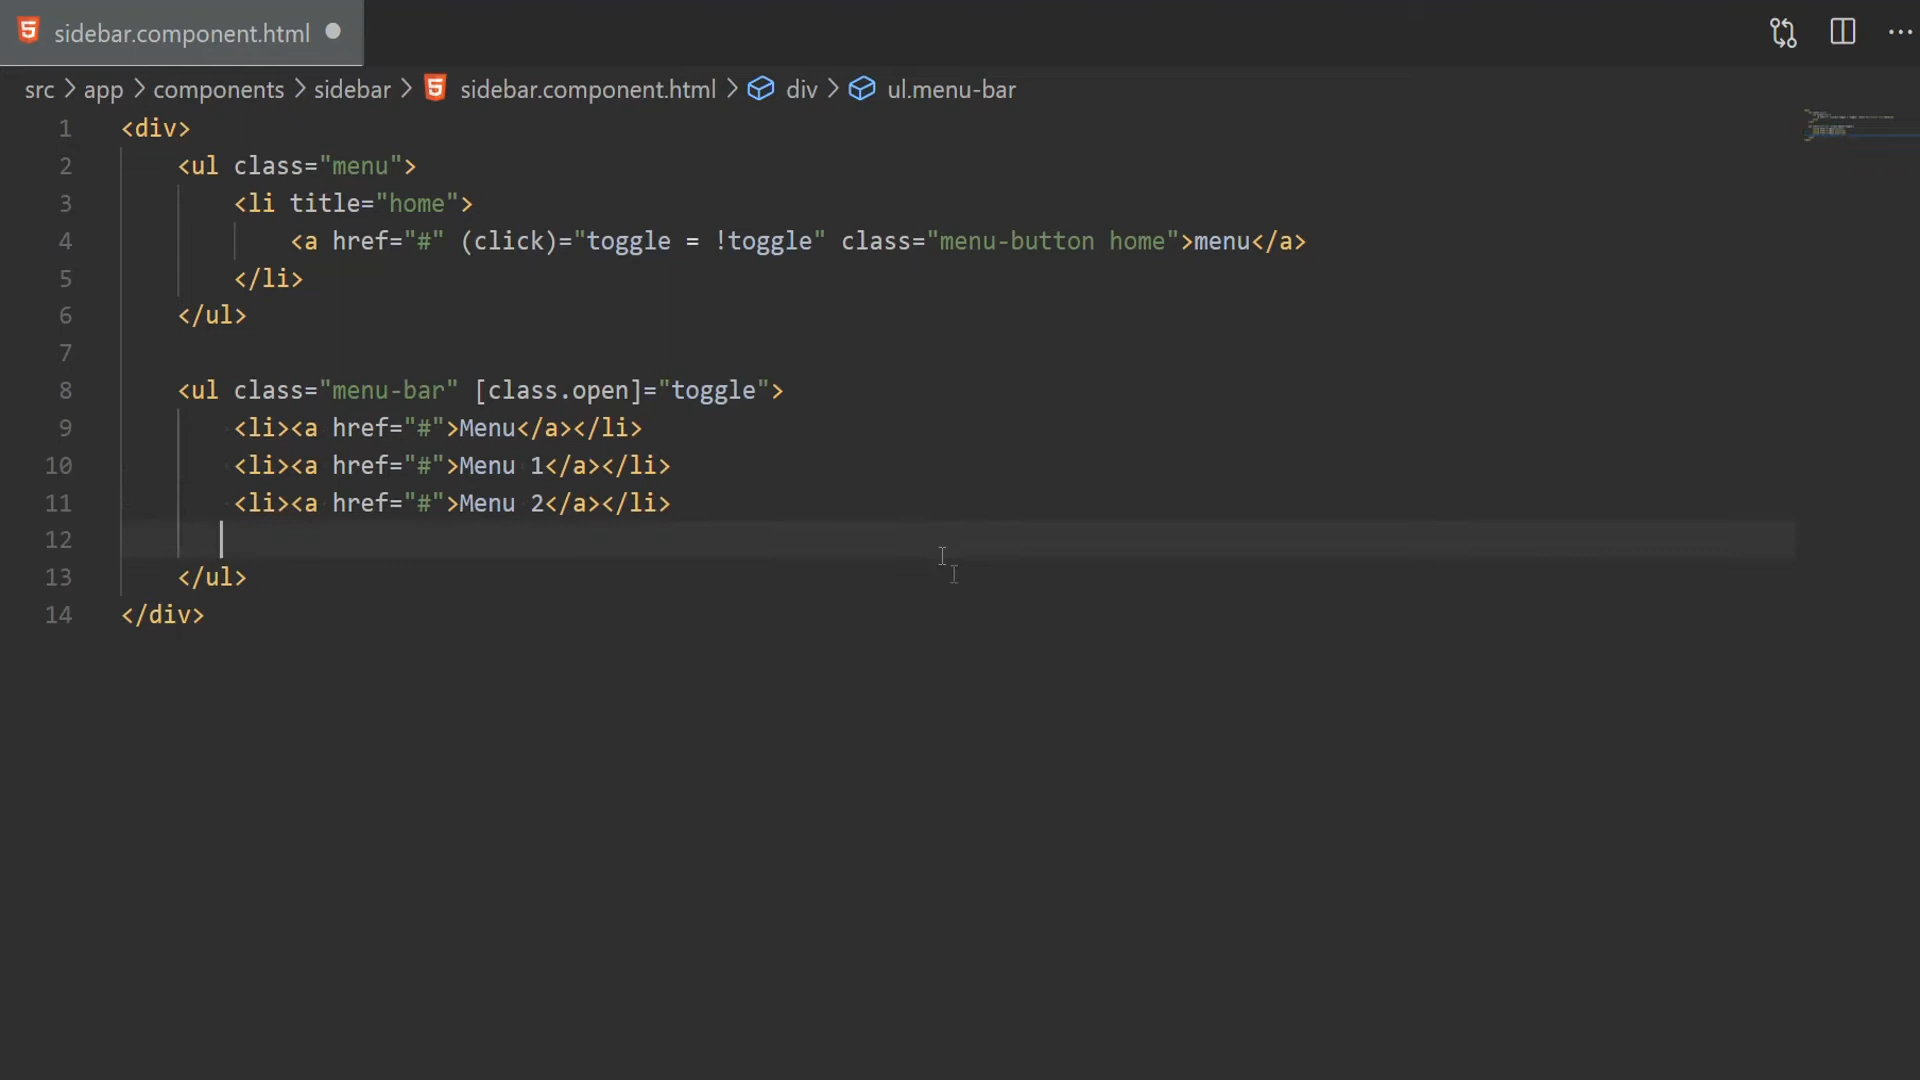 sidebar.component.html
src > app > components > sidebar > sidebar.component.html > div > ul.menu-bar
1 <div>
2 <ul class="menu">
3 <li title="home">
4 <a href="#" (click)="toggle = !toggle" class="menu-button home">menu</a>
5 </li>
6 </ul>
7
8 <ul class="menu-bar" [class.open]="toggle">
9 <li><a href="#">Menu</a></li>
10 <li><a href="#">Menu 1</a></li>
11 <li><a href="#">Menu 2</a></li>
12
13 </ul>
14 </div>